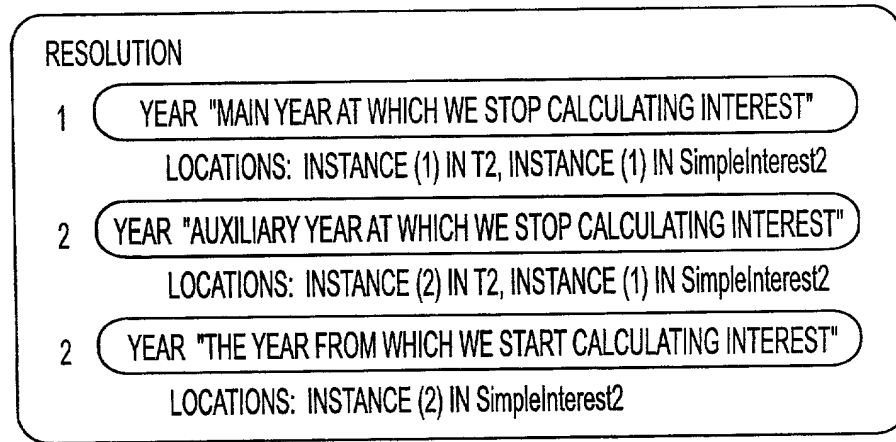 RESOLUTION
1 YEAR "MAIN YEAR AT WHICH WE STOP CALCULATING INTEREST"
LOCATIONS: INSTANCE (1) IN T2, INSTANCE (1) IN SimpleInterest2
2 YEAR "AUXILIARY YEAR AT WHICH WE STOP CALCULATING INTEREST"
LOCATIONS: INSTANCE (2) IN T2, INSTANCE (1) IN SimpleInterest2
2 YEAR "THE YEAR FROM WHICH WE START CALCULATING INTEREST"
LOCATIONS: INSTANCE (2) IN SimpleInterest2